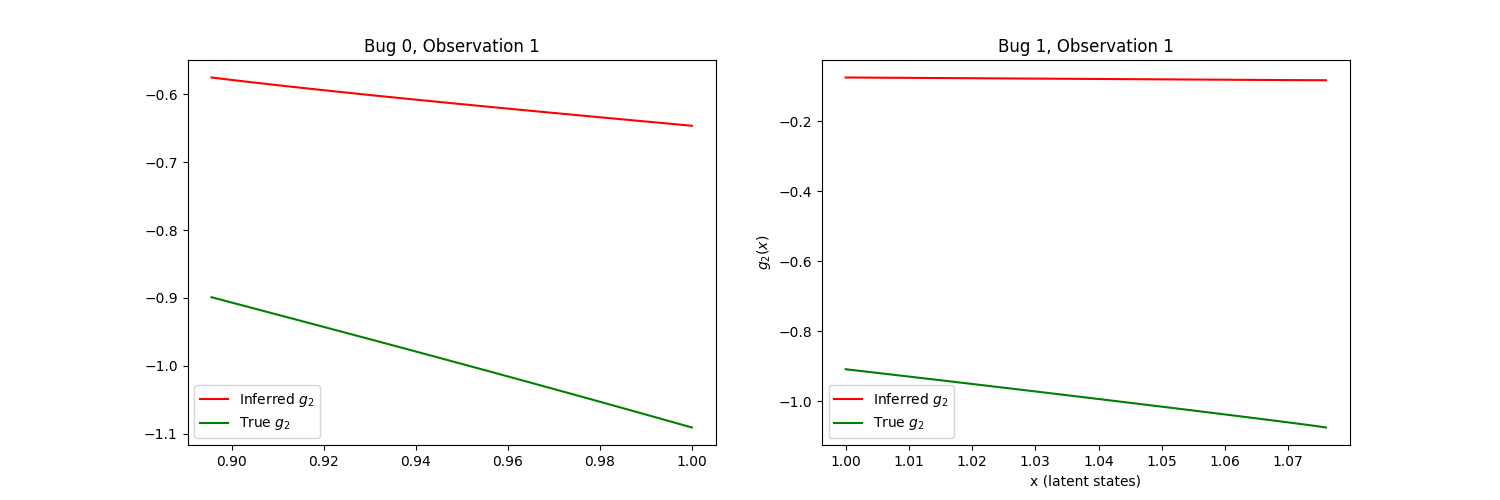 Bug 0, Observation 1
−0.6
−0.7
−0.8
−0.9
−1.0
−1.1
Inferred g₂
True g₂
0.90 0.92 0.94 0.96 0.98 1.00
Bug 1, Observation 1
g₂(x)
−0.2
−0.4
−0.6
−0.8
−1.0
Inferred g₂
True g₂
1.00 1.01 1.02 1.03 1.04 1.05 1.06 1.07
x (latent states)